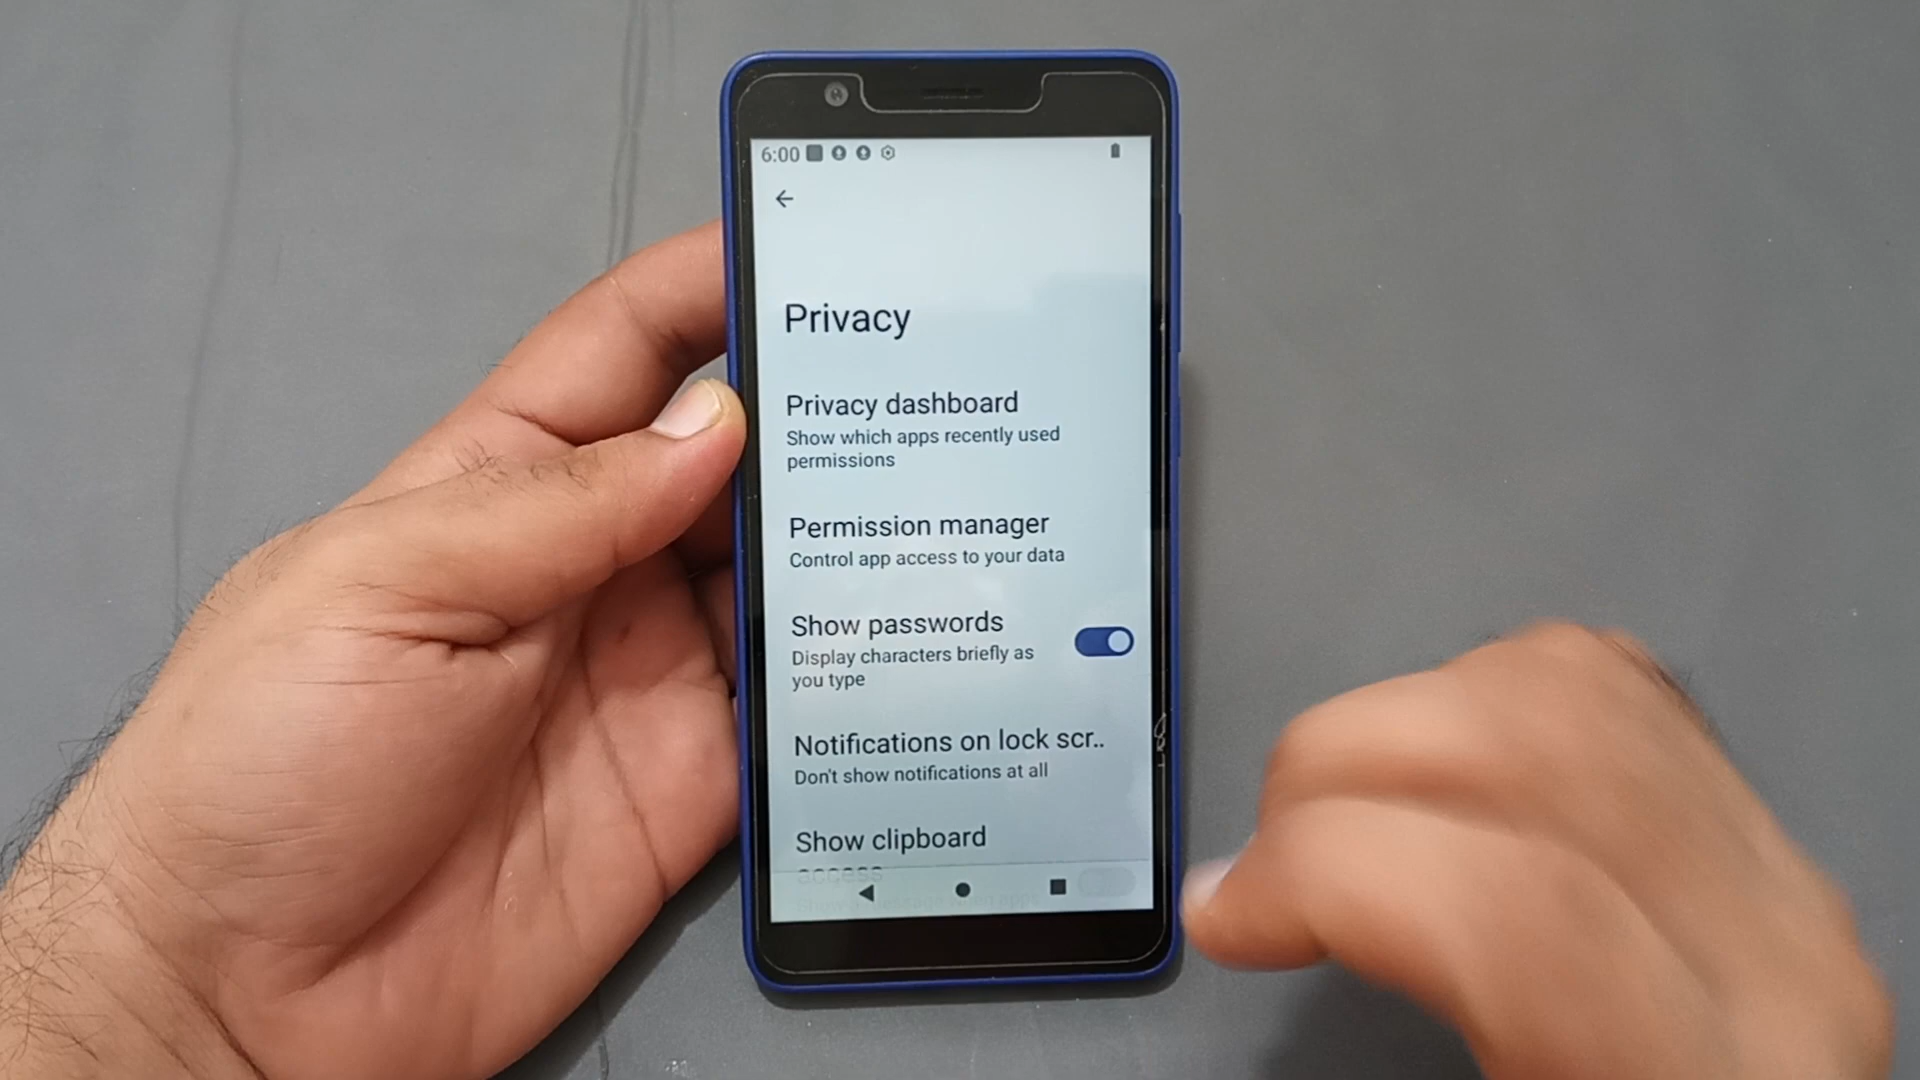 6:00
Privacy
Privacy dashboard
Show which apps recently used
permissions
Permission manager
Control app access to your data
Show passwords
Display characters briefly as
you type
Notifications on lock scr..
Don't show notifications at all
Show clipboard
access